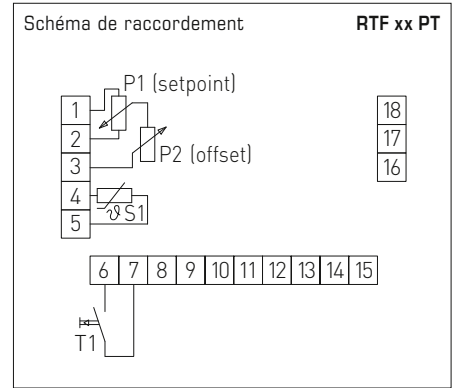 Schéma de raccordement RTF xx PT
P1 (setpoint)
1
2
3
4
5
P2 (offset)
ϑ S1
18
17
16
6 7 8 9 10 11 12 13 14 15
T1